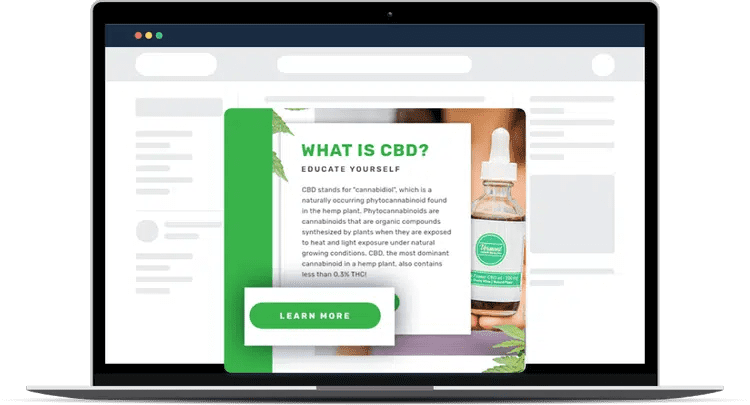 WHAT IS CBD?
EDUCATE YOURSELF
CBD stands for "cannabidiol", which is a
naturally occurring phytocannabinoid found
in the hemp plant. Phytocannabinoids are
cannabinoids that are organic compounds
synthesized by plants when they are exposed
to heat and light exposure under natural
growing conditions. CBD, the most dominant
cannabinoid in a hemp plant, also contains
less than 0.3% THC!
LEARN MORE